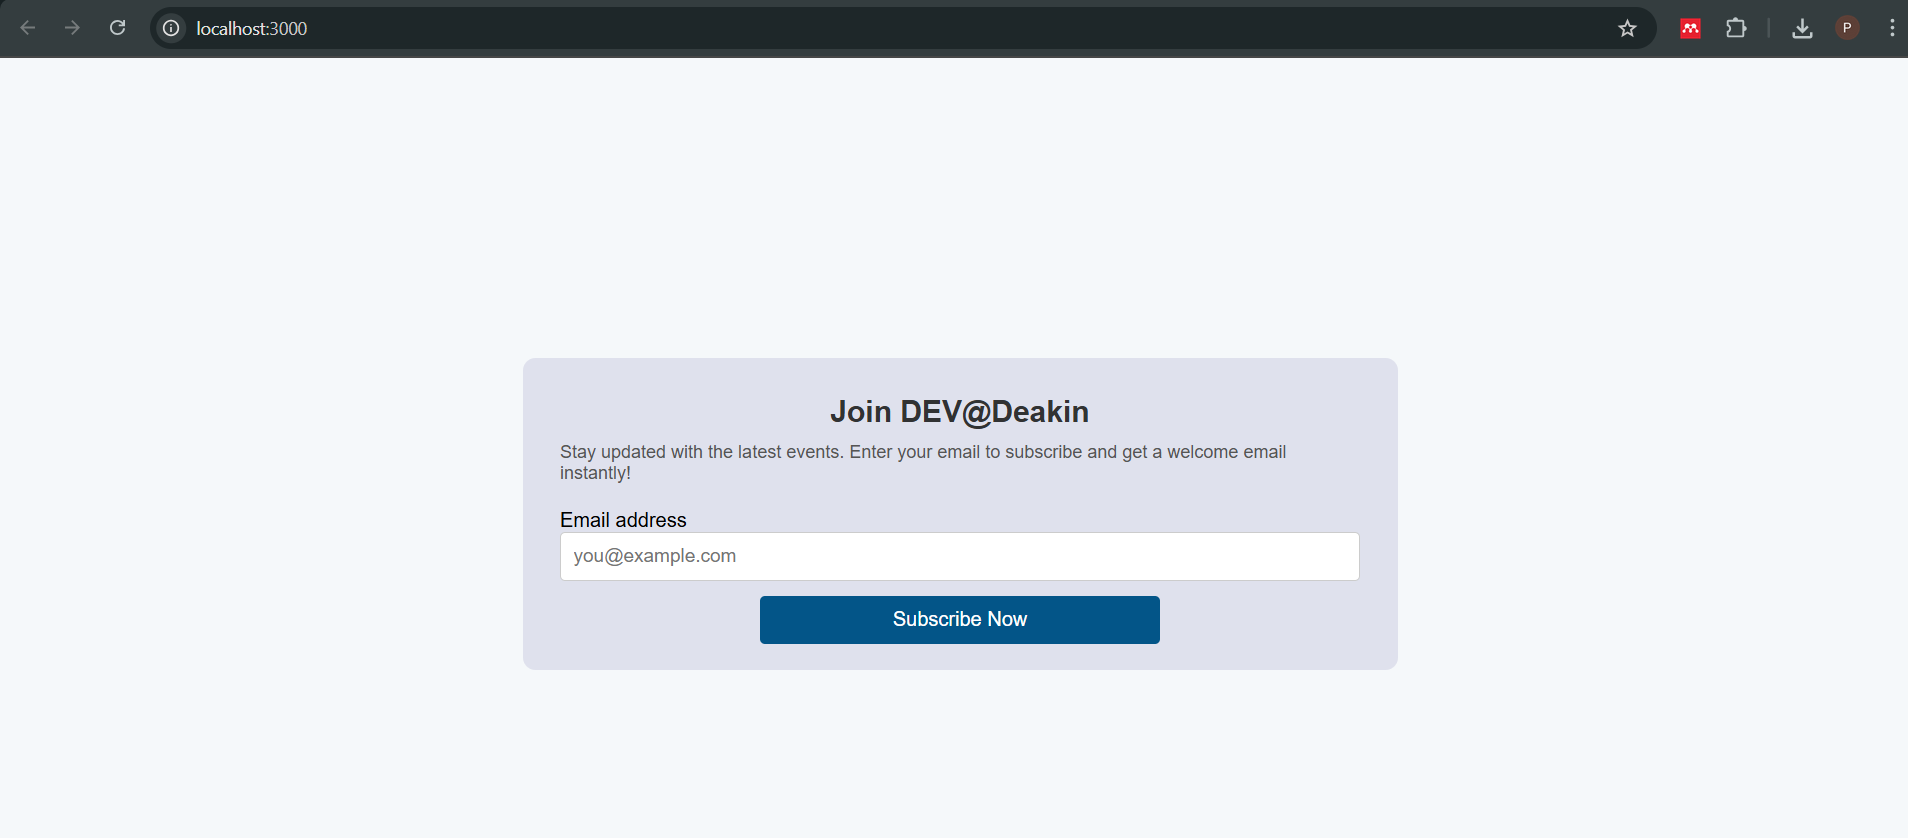 localhost:3000
P
Join DEV@Deakin
Stay updated with the latest events. Enter your email to subscribe and get a welcome email
instantly!
Email address
you@example.com
Subscribe Now